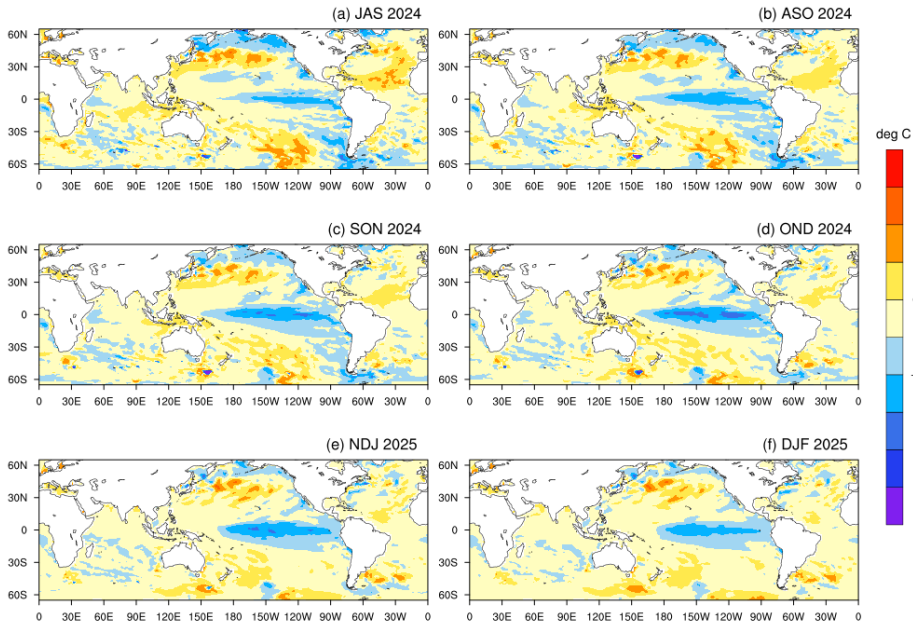 (a) JAS 2024
(b) ASO 2024
60N
60N
30N
30N
0
0
30S
30S
60S
60S
0 30E 60E 90E 120E 150E 180 150W 120W 90W 60W 30W 0
0 30E 60E 90E 120E 150E 180 150W 120W 90W 60W 30W 0
deg C
(c) SON 2024
(d) OND 2024
60N
60N
30N
30N
0
0
30S
30S
60S
60S
0 30E 60E 90E 120E 150E 180 150W 120W 90W 60W 30W 0
0 30E 60E 90E 120E 150E 180 150W 120W 90W 60W 30W 0
(e) NDJ 2025
(f) DJF 2025
60N
60N
30N
30N
0
0
30S
30S
60S
60S
0 30E 60E 90E 120E 150E 180 150W 120W 90W 60W 30W 0
0 30E 60E 90E 120E 150E 180 150W 120W 90W 60W 30W 0